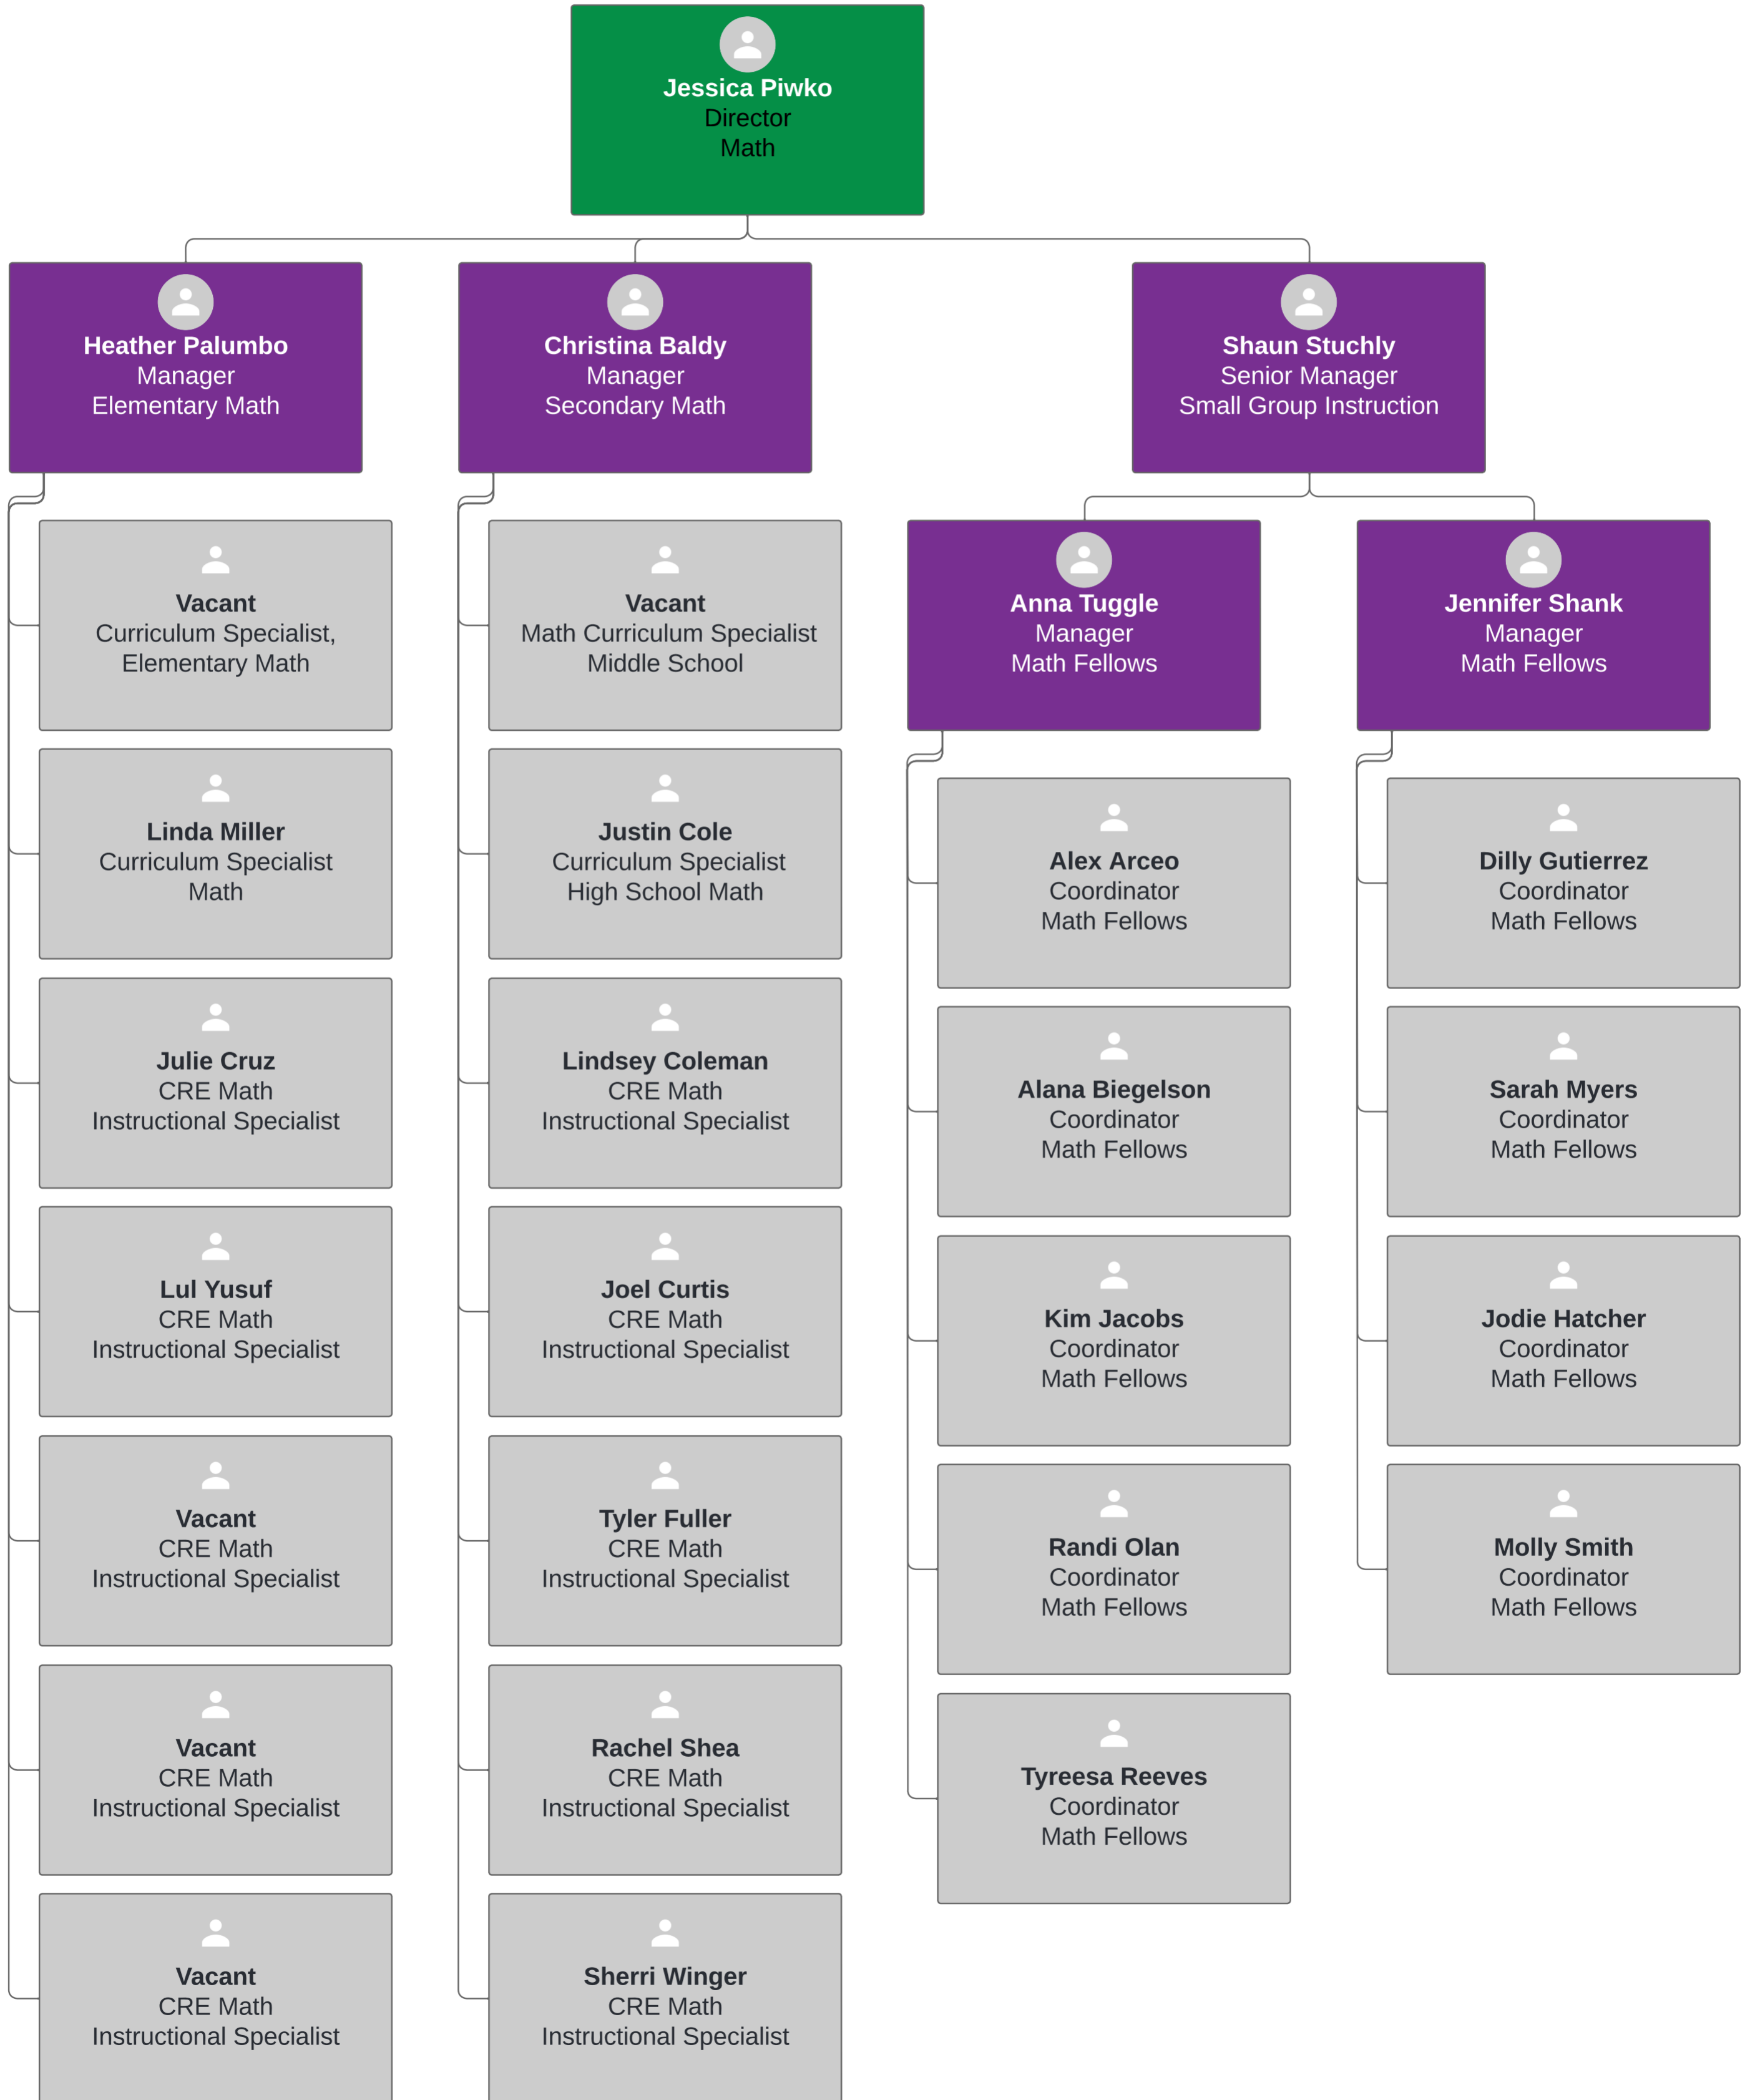 Jessica Piwko
Director
Math
Heather Palumbo
Manager
Elementary Math
Christina Baldy
Manager
Secondary Math
Shaun Stuchly
Senior Manager
Small Group Instruction
Vacant
Curriculum Specialist,
Elementary Math
Linda Miller
Curriculum Specialist
Math
Julie Cruz
CRE Math
Instructional Specialist
Lul Yusuf
CRE Math
Instructional Specialist
Vacant
CRE Math
Instructional Specialist
Vacant
CRE Math
Instructional Specialist
Vacant
CRE Math
Instructional Specialist
Vacant
Math Curriculum Specialist
Middle School
Justin Cole
Curriculum Specialist
High School Math
Lindsey Coleman
CRE Math
Instructional Specialist
Joel Curtis
CRE Math
Instructional Specialist
Tyler Fuller
CRE Math
Instructional Specialist
Rachel Shea
CRE Math
Instructional Specialist
Sherri Winger
CRE Math
Instructional Specialist
Anna Tuggle
Manager
Math Fellows
Alex Arceo
Coordinator
Math Fellows
Alana Biegelson
Coordinator
Math Fellows
Kim Jacobs
Coordinator
Math Fellows
Randi Olan
Coordinator
Math Fellows
Tyreesa Reeves
Coordinator
Math Fellows
Jennifer Shank
Manager
Math Fellows
Dilly Gutierrez
Coordinator
Math Fellows
Sarah Myers
Coordinator
Math Fellows
Jodie Hatcher
Coordinator
Math Fellows
Molly Smith
Coordinator
Math Fellows